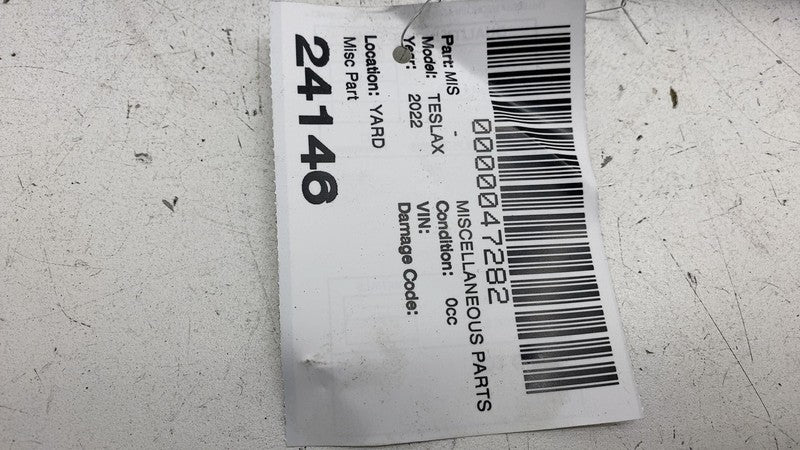 0000047282
Part: MIS - MISCELLANEOUS PARTS
Model: TESLAX Condition: 0cc
Year: 2022 VIN:
Damage Code:
Location: YARD
Misc Part
24146